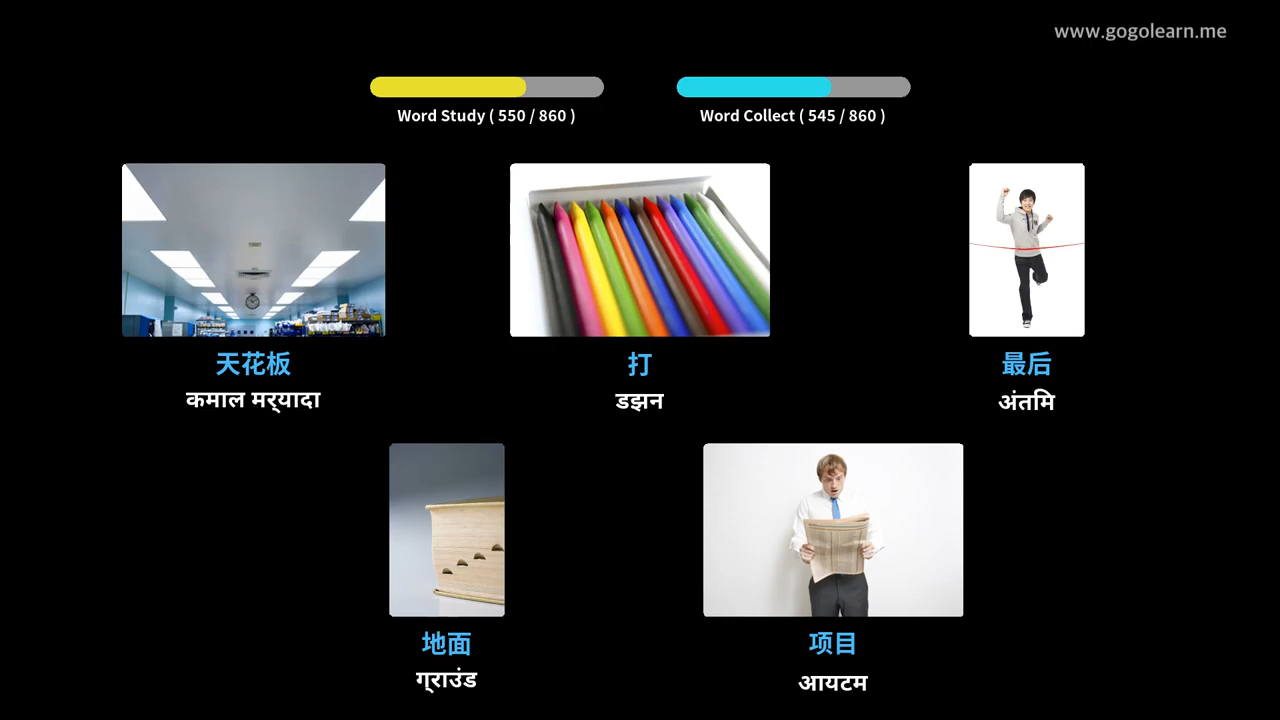 www.gogolearn.me
Word Study ( 550 / 860 )
Word Collect ( 545 / 860 )
天花板
कमाल मर्‍यादा
打
डझन
最后
अंतिम
地面
ग्राउंड
项目
आयटम